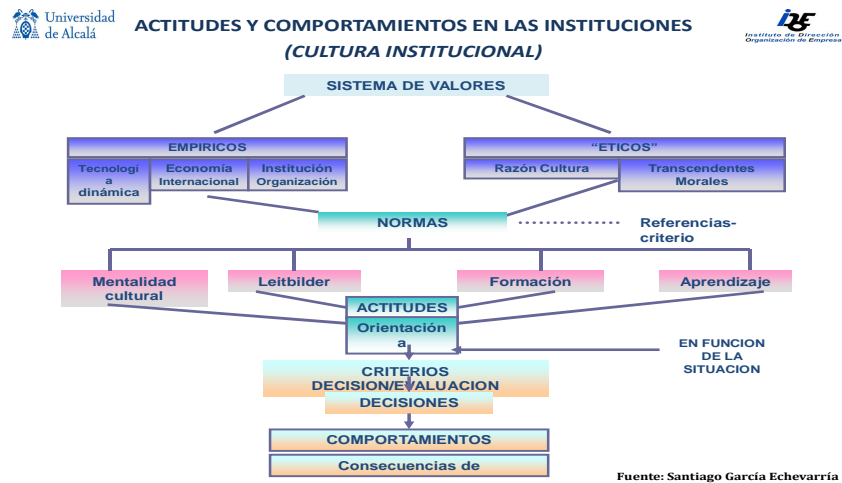 Universidad
de Alcalá
ACTITUDES Y COMPORTAMIENTOS EN LAS INSTITUCIONES
(CULTURA INSTITUCIONAL)
IDE
Instituto de Dirección
Organización de Empresa
SISTEMA DE VALORES
EMPIRICOS
“ETICOS”
Tecnologí
a
dinámica
Economía
Internacional
Institución
Organización
Razón Cultura
Transcendentes
Morales
NORMAS
Referencias-
criterio
Mentalidad
cultural
Leitbilder
Formación
Aprendizaje
ACTITUDES
Orientación
a
EN FUNCION
DE LA
SITUACION
CRITERIOS
DECISION/EVALUACION
DECISIONES
COMPORTAMIENTOS
Consecuencias de
Fuente: Santiago García Echevarría